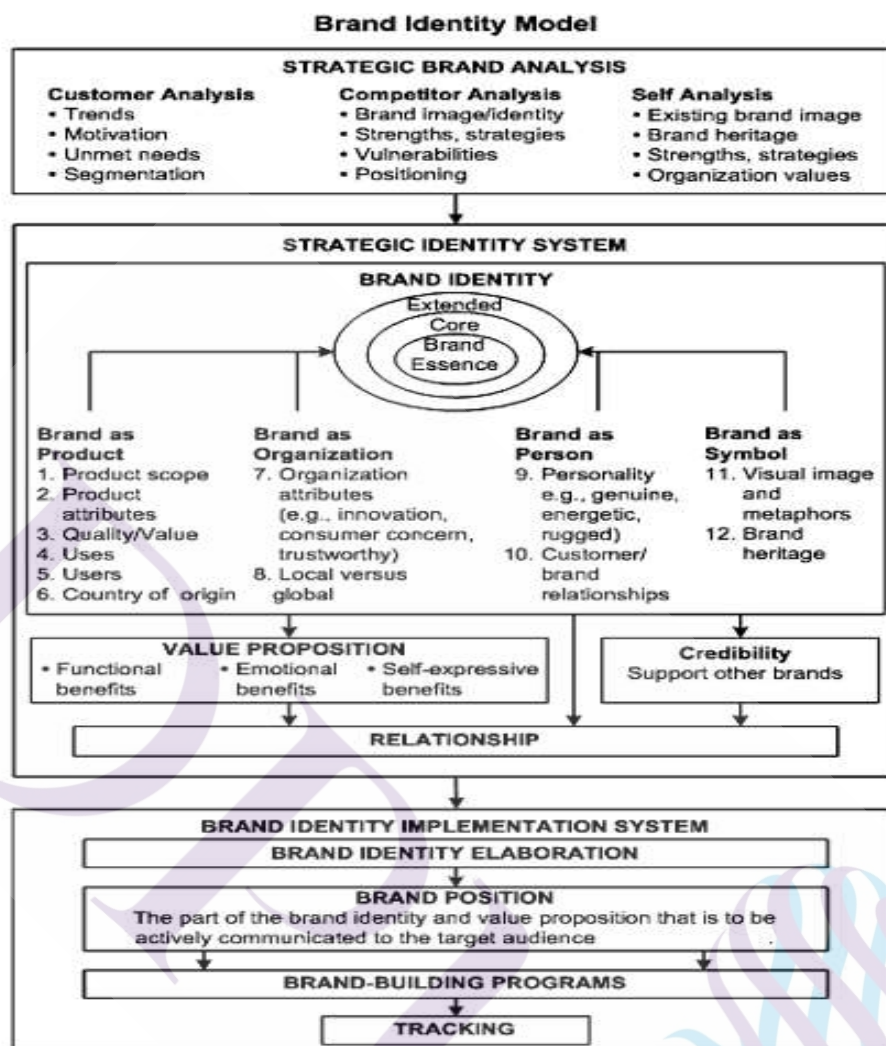 Brand Identity Model
STRATEGIC BRAND ANALYSIS
Customer Analysis
• Trends
• Motivation
• Unmet needs
• Segmentation
Competitor Analysis
• Brand image/identity
• Strengths, strategies
• Vulnerabilities
• Positioning
Self Analysis
• Existing brand image
• Brand heritage
• Strengths, strategies
• Organization values
STRATEGIC IDENTITY SYSTEM
BRAND IDENTITY
Extended
Core
Brand
Essence
Brand as
Product
1. Product scope
2. Product
attributes
3. Quality/Value
4. Uses
5. Users
6. Country of origin
Brand as
Organization
7. Organization
attributes
(e.g., innovation,
consumer concern,
trustworthy)
8. Local versus
global
Brand as
Person
9. Personality
e.g., genuine,
energetic,
rugged)
10. Customer/
brand
relationships
Brand as
Symbol
11. Visual image
and
metaphors
12. Brand
heritage
VALUE PROPOSITION
• Functional
benefits
• Emotional
benefits
• Self-expressive
benefits
Credibility
Support other brands
RELATIONSHIP
BRAND IDENTITY IMPLEMENTATION SYSTEM
BRAND IDENTITY ELABORATION
BRAND POSITION
The part of the brand identity and value proposition that is to be
actively communicated to the target audience .
BRAND-BUILDING PROGRAMS
TRACKING